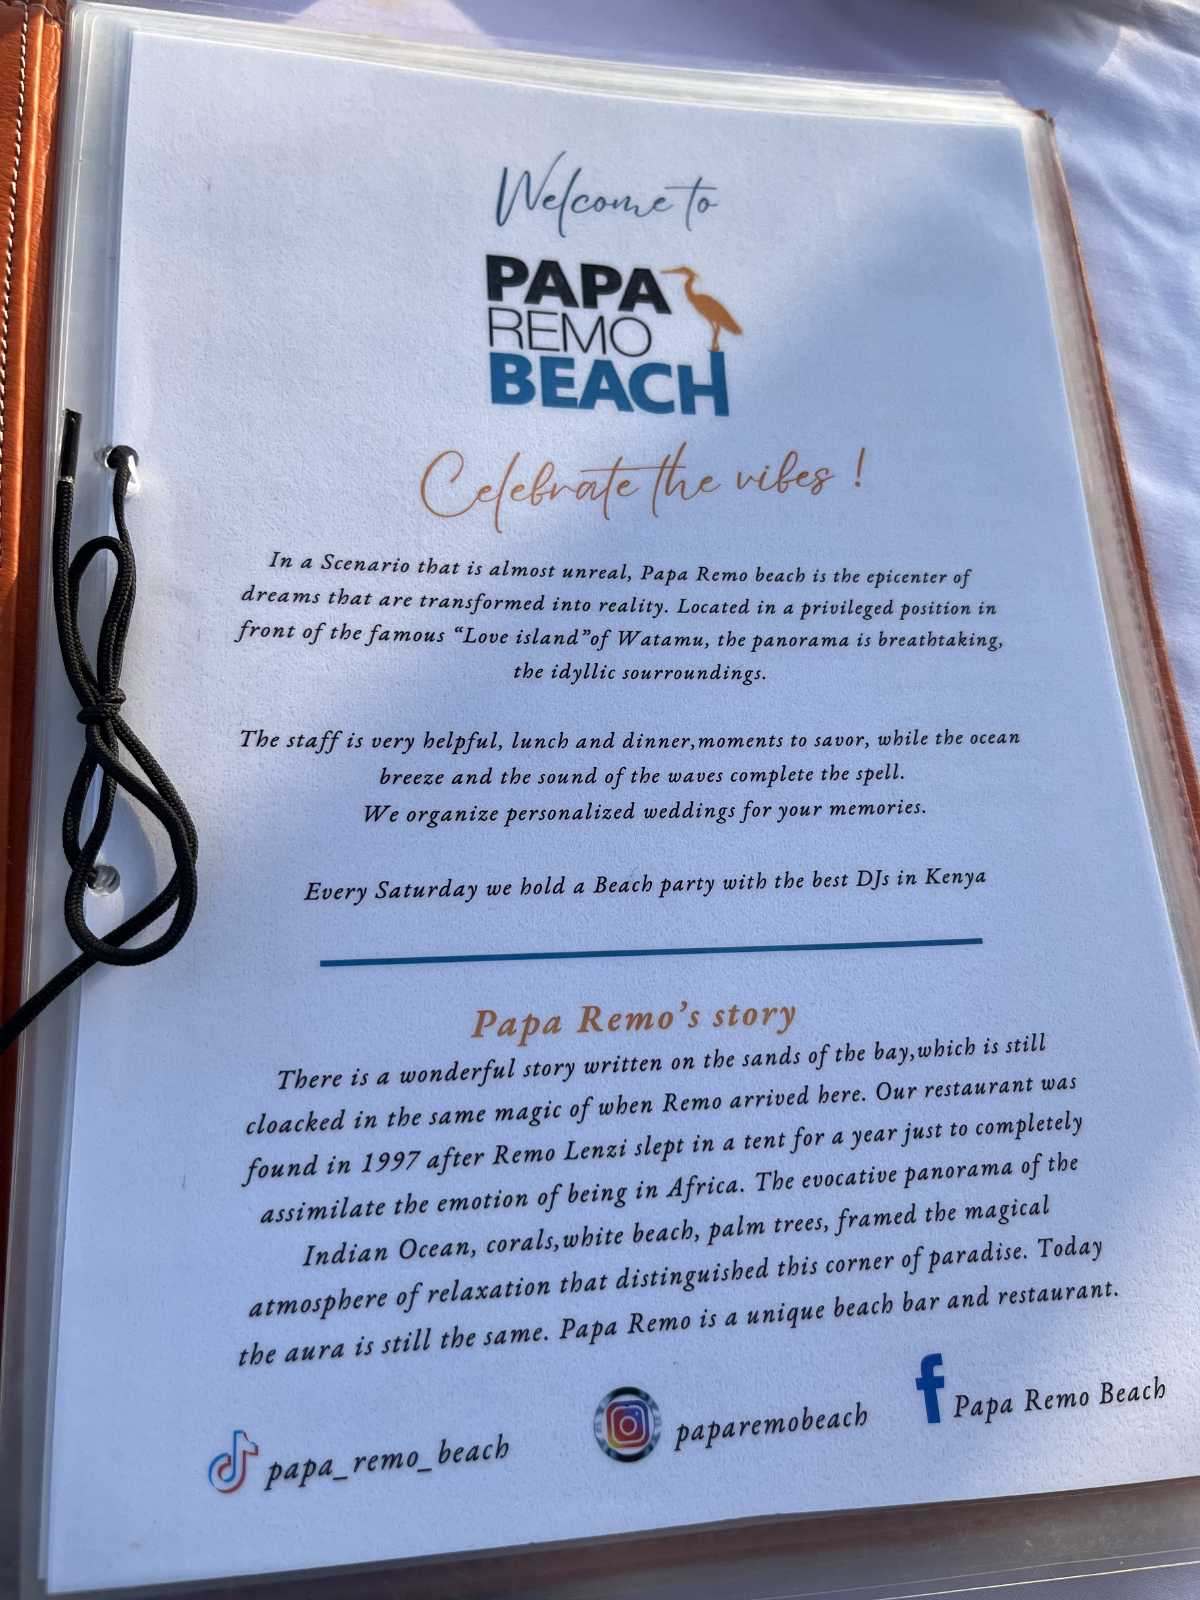 Welcome to
PAPA
REMO
BEACH
Celebrate the vibes !
In a Scenario that is almost unreal, Papa Remo beach is the epicenter of
dreams that are transformed into reality. Located in a privileged position in
front of the famous “Love island”of Watamu, the panorama is breathtaking,
the idyllic sourroundings.
The staff is very helpful, lunch and dinner,moments to savor, while the ocean
breeze and the sound of the waves complete the spell.
We organize personalized weddings for your memories.
Every Saturday we hold a Beach party with the best DJs in Kenya
Papa Remo’s story
There is a wonderful story written on the sands of the bay,which is still
cloacked in the same magic of when Remo arrived here. Our restaurant was
found in 1997 after Remo Lenzi slept in a tent for a year just to completely
assimilate the emotion of being in Africa. The evocative panorama of the
Indian Ocean, corals,white beach, palm trees, framed the magical
atmosphere of relaxation that distinguished this corner of paradise. Today
the aura is still the same. Papa Remo is a unique beach bar and restaurant.
papa_remo_beach
paparemobeach
Papa Remo Beach